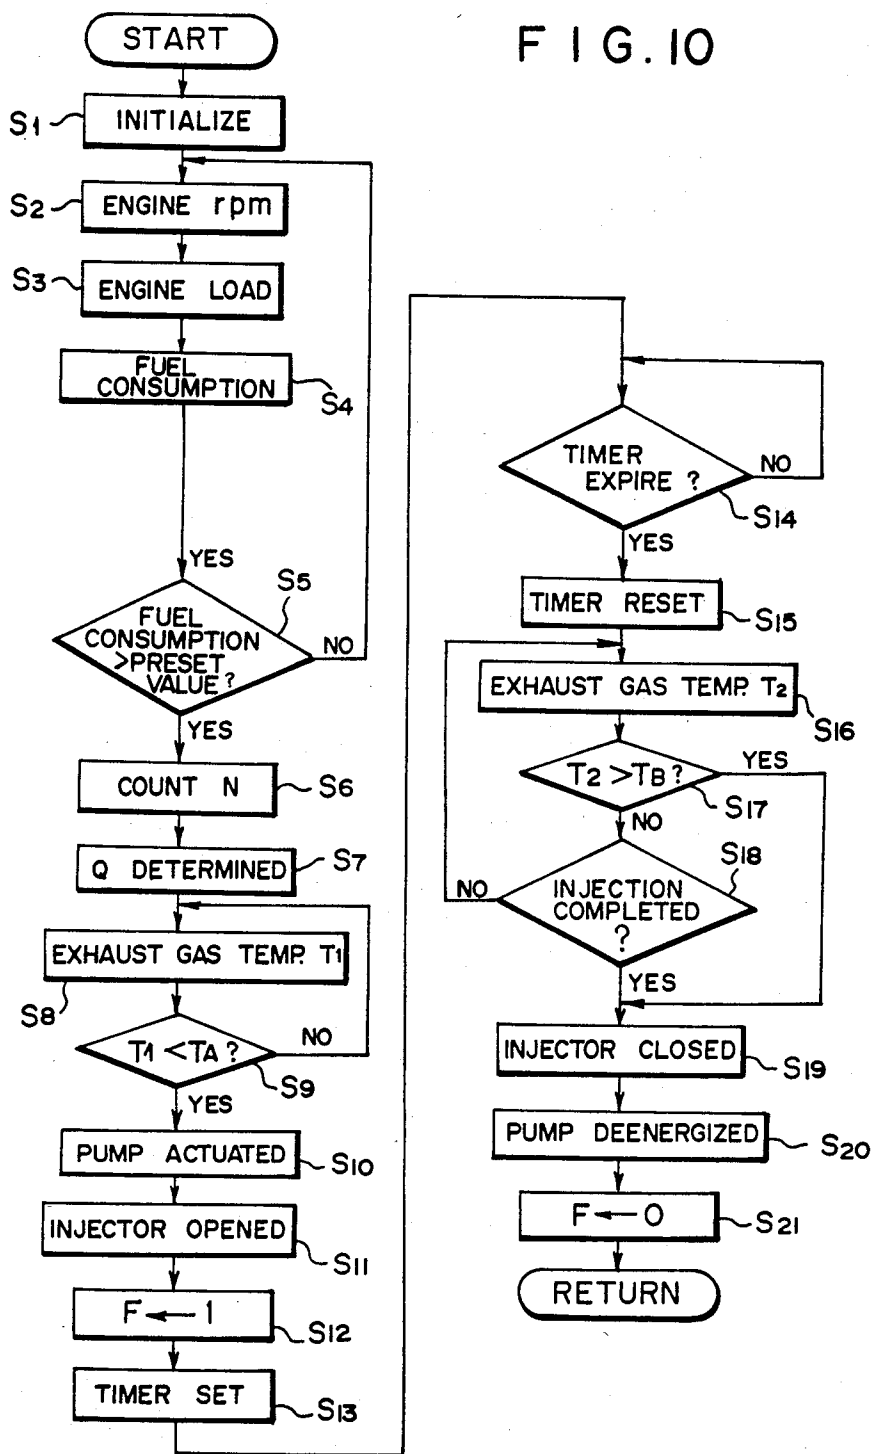 FIG.10
START
S1
INITIALIZE
S2
ENGINE rpm
S3
ENGINE LOAD
FUEL
CONSUMPTION
S4
YES
S5
FUEL
CONSUMPTION
>PRESET
VALUE?
NO
YES
COUNT N
S6
Q DETERMINED
S7
EXHAUST GAS TEMP. T1
S8
T1 <TA ?
NO
S9
YES
PUMP ACTUATED
S10
INJECTOR OPENED
S11
F ← 1
S12
TIMER SET
S13
TIMER
EXPIRE ?
NO
S14
YES
TIMER RESET
S15
EXHAUST GAS TEMP. T2
S16
T2 >TB ?
YES
S17
NO
S18
INJECTION
COMPLETED
?
NO
YES
INJECTOR CLOSED
S19
PUMP DEENERGIZED
S20
F ← 0
S21
RETURN